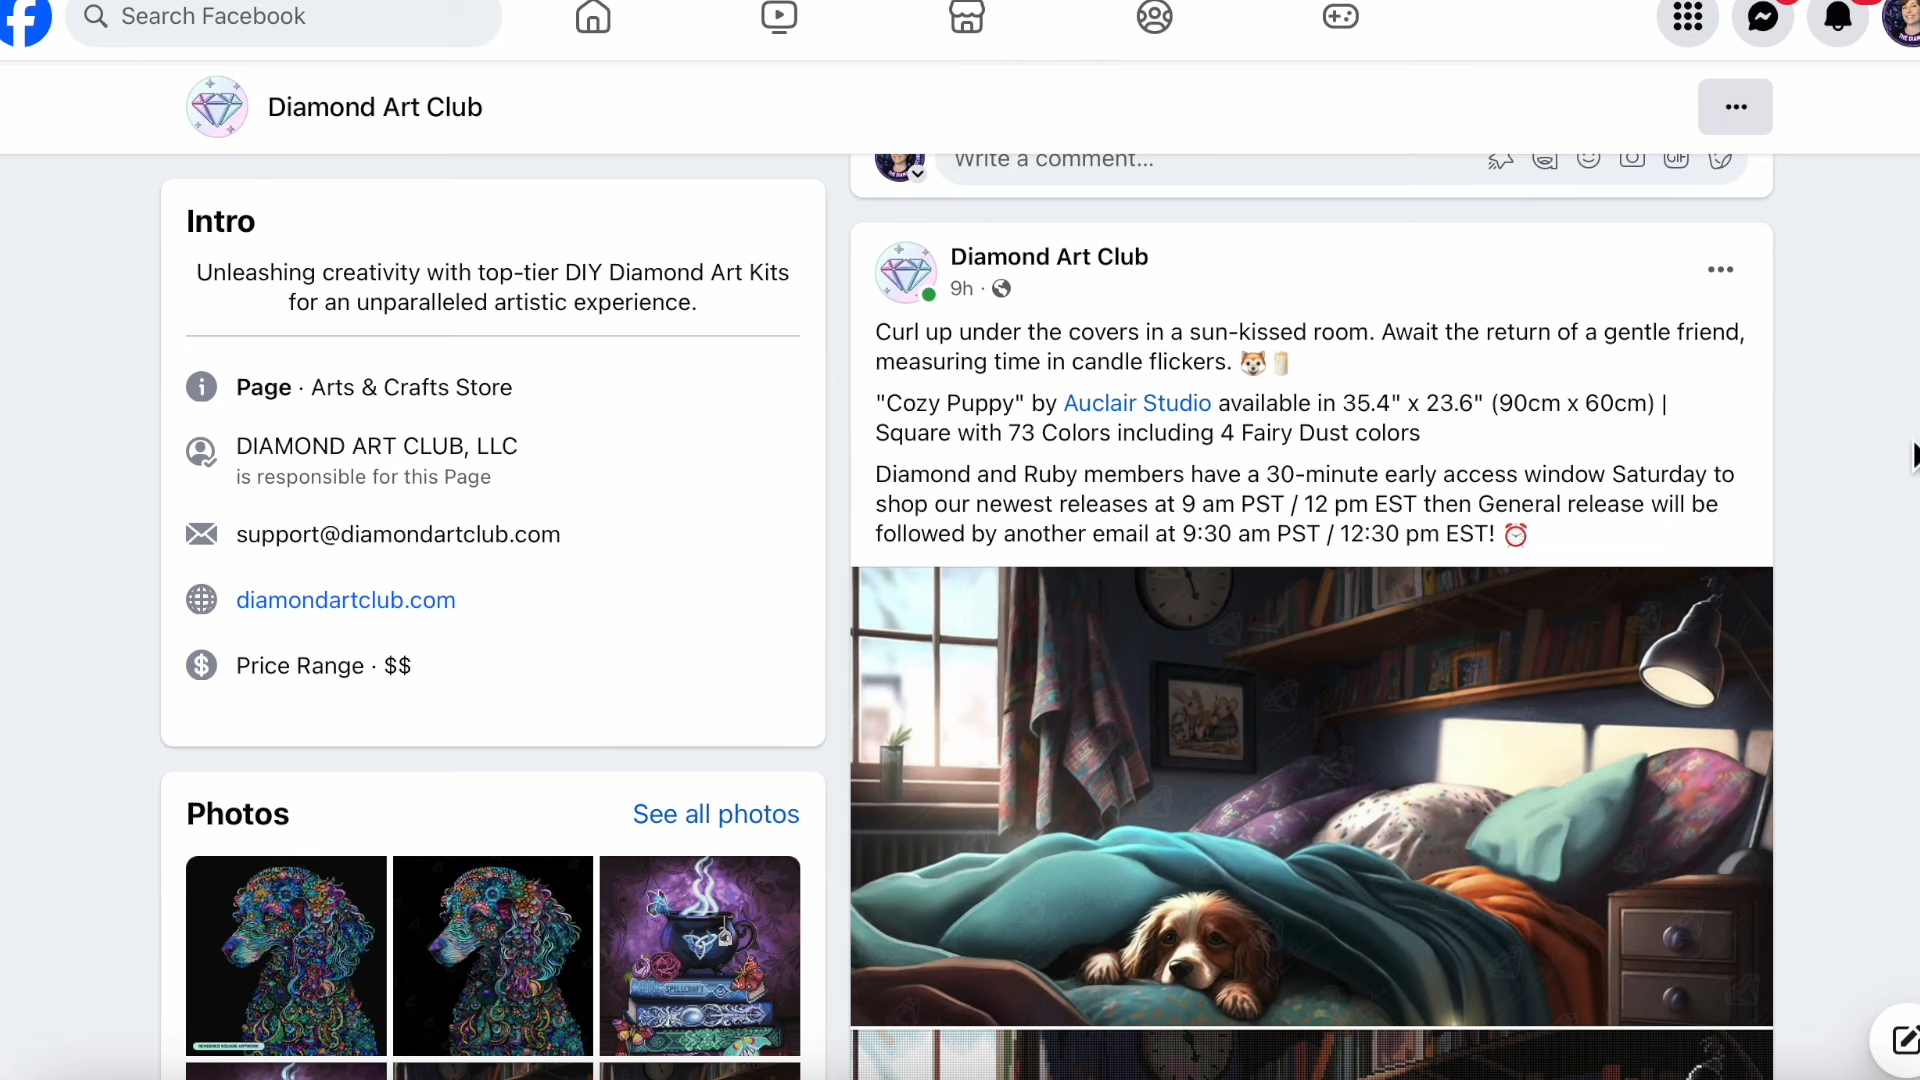 Search Facebook
Diamond Art Club
Write a comment...
GIF
Intro
Unleashing creativity with top-tier DIY Diamond Art Kits
for an unparalleled artistic experience.
Page · Arts & Crafts Store
DIAMOND ART CLUB, LLC
is responsible for this Page
support@diamondartclub.com
diamondartclub.com
Price Range · $$
Photos
See all photos
SPELLCRAFT
Diamond Art Club
9h ·
Curl up under the covers in a sun-kissed room. Await the return of a gentle friend,
measuring time in candle flickers. 🐶🕯️
"Cozy Puppy" by Auclair Studio available in 35.4" x 23.6" (90cm x 60cm) |
Square with 73 Colors including 4 Fairy Dust colors
Diamond and Ruby members have a 30-minute early access window Saturday to
shop our newest releases at 9 am PST / 12 pm EST then General release will be
followed by another email at 9:30 am PST / 12:30 pm EST! ⏰